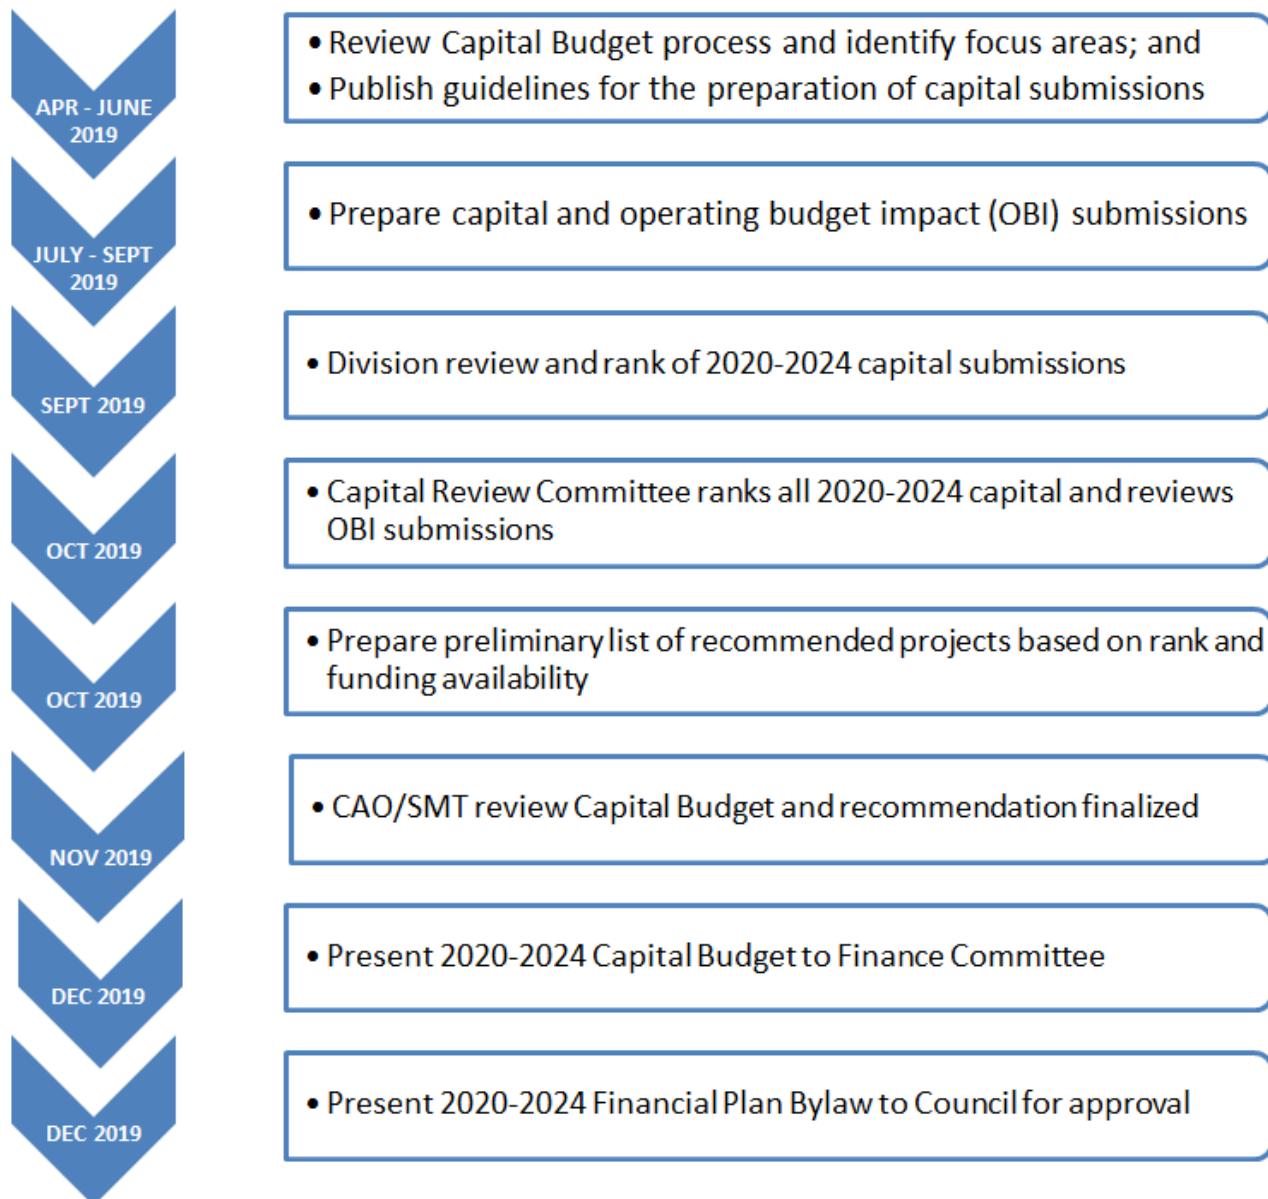 APR - JUNE
2019
• Review Capital Budget process and identify focus areas; and
• Publish guidelines for the preparation of capital submissions
JULY - SEPT
2019
• Prepare capital and operating budget impact (OBI) submissions
SEPT 2019
• Division review and rank of 2020-2024 capital submissions
OCT 2019
• Capital Review Committee ranks all 2020-2024 capital and reviews
OBI submissions
OCT 2019
• Prepare preliminary list of recommended projects based on rank and
funding availability
NOV 2019
• CAO/SMT review Capital Budget and recommendation finalized
DEC 2019
• Present 2020-2024 Capital Budget to Finance Committee
DEC 2019
• Present 2020-2024 Financial Plan Bylaw to Council for approval